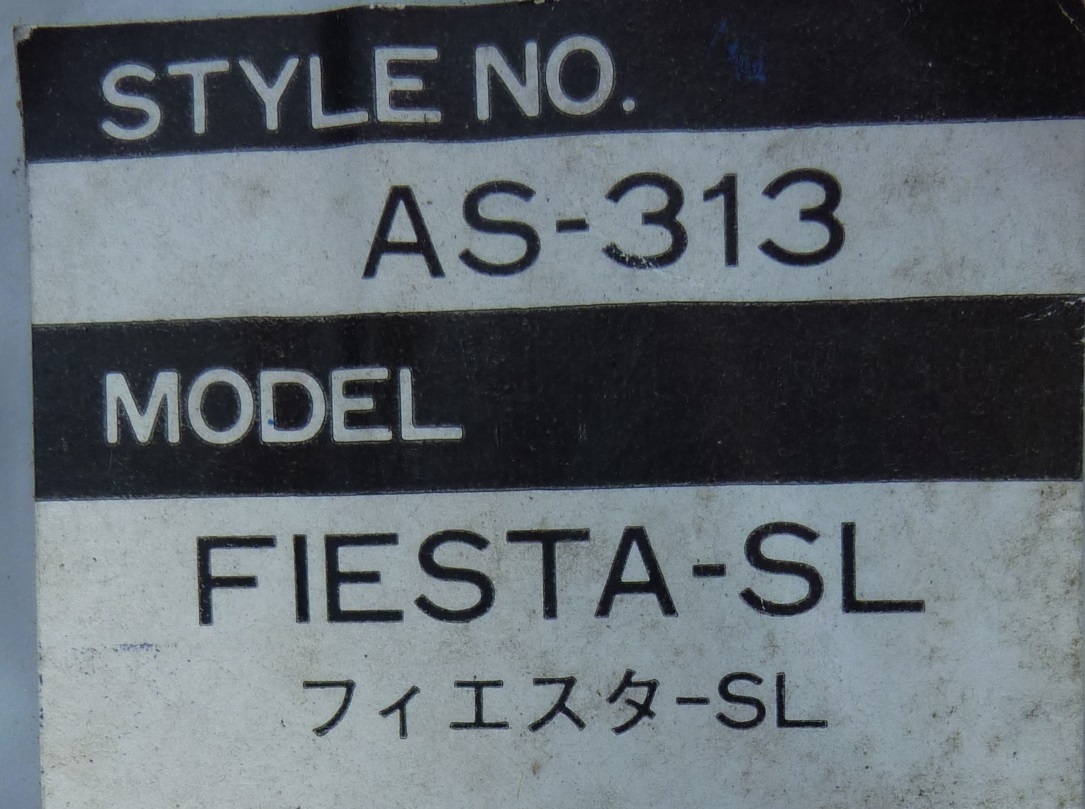 STYLE NO.
AS-313
MODEL
FIESTA-SL
フィエスタ-SL